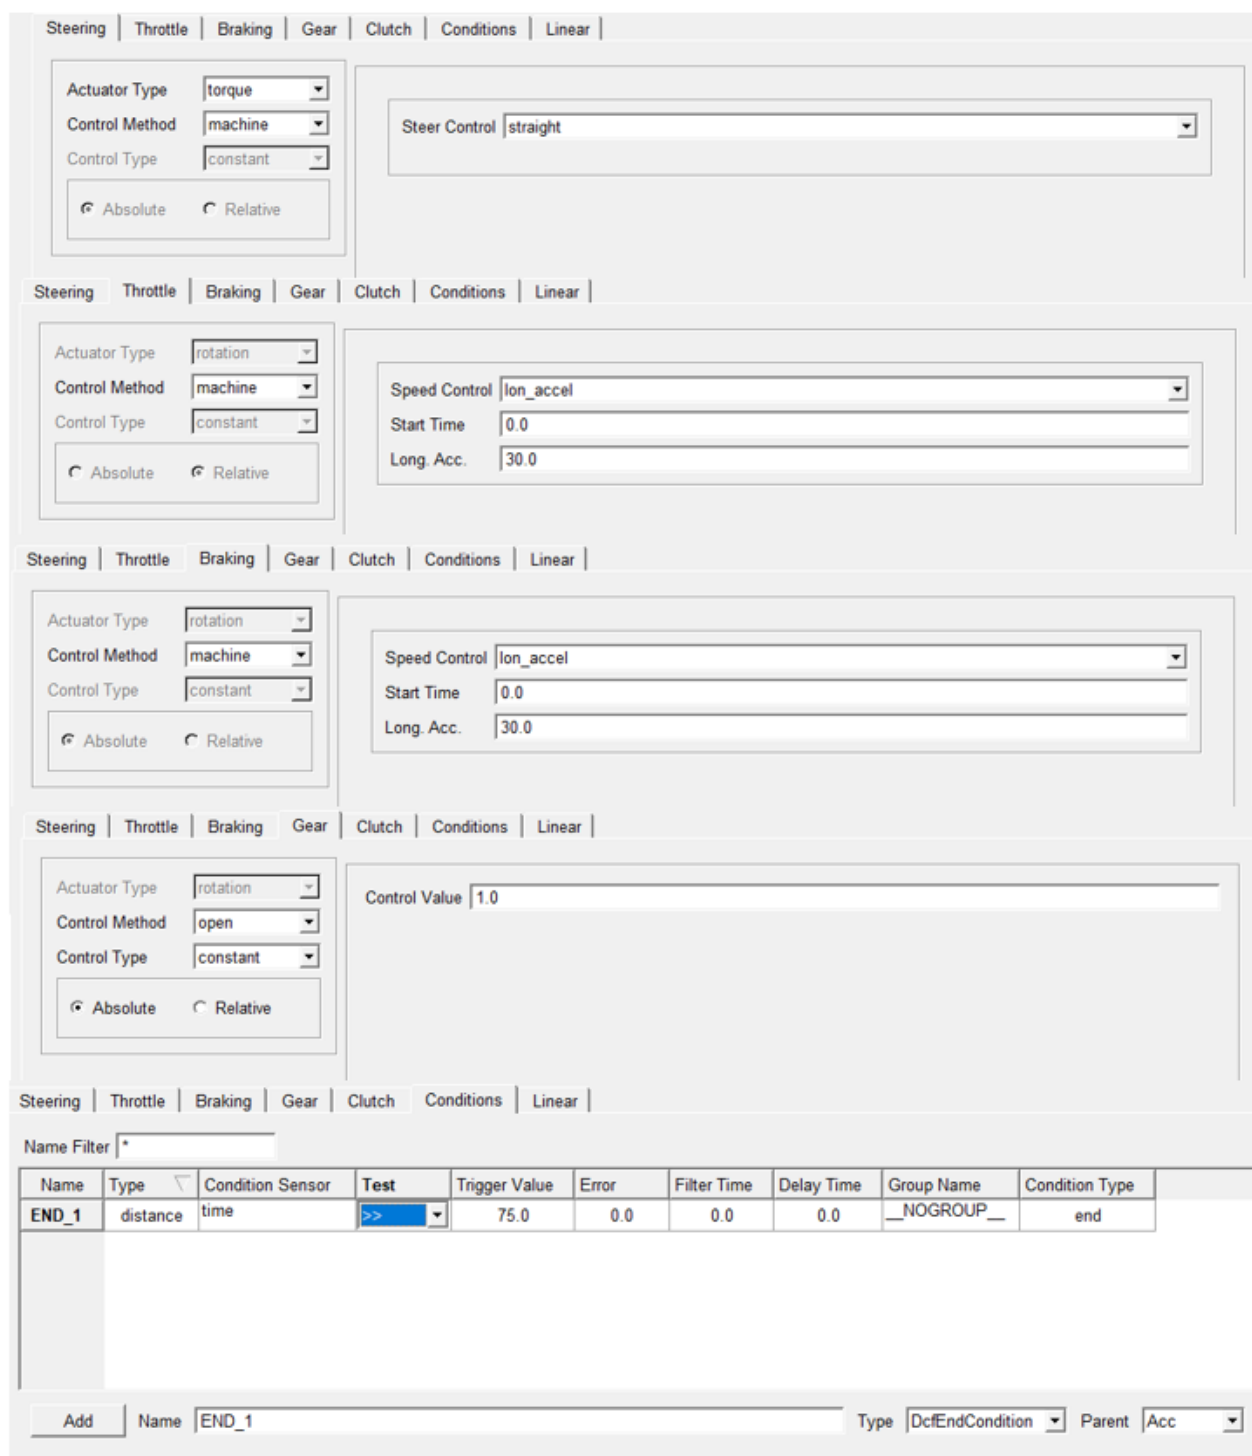 Steering Throttle Braking Gear Clutch Conditions Linear
Actuator Type torque
Control Method machine
Steer Control straight
Control Type constant
Absolute Relative
Steering Throttle Braking Gear Clutch Conditions Linear
Actuator Type rotation
Control Method machine
Speed Control lon_accel
Control Type constant
Start Time 0.0
Long. Acc. 30.0
Absolute Relative
Steering Throttle Braking Gear Clutch Conditions Linear
Actuator Type rotation
Control Method machine
Speed Control lon_accel
Control Type constant
Start Time 0.0
Long. Acc. 30.0
Absolute Relative
Steering Throttle Braking Gear Clutch Conditions Linear
Actuator Type rotation
Control Value 1.0
Control Method open
Control Type constant
Absolute Relative
Steering Throttle Braking Gear Clutch Conditions Linear
Name Filter *
Name Type Condition Sensor Test Trigger Value Error Filter Time Delay Time Group Name Condition Type
END_1 distance time >> 75.0 0.0 0.0 0.0 __NOGROUP__ end
Add Name END_1 Type DcfEndCondition Parent Acc